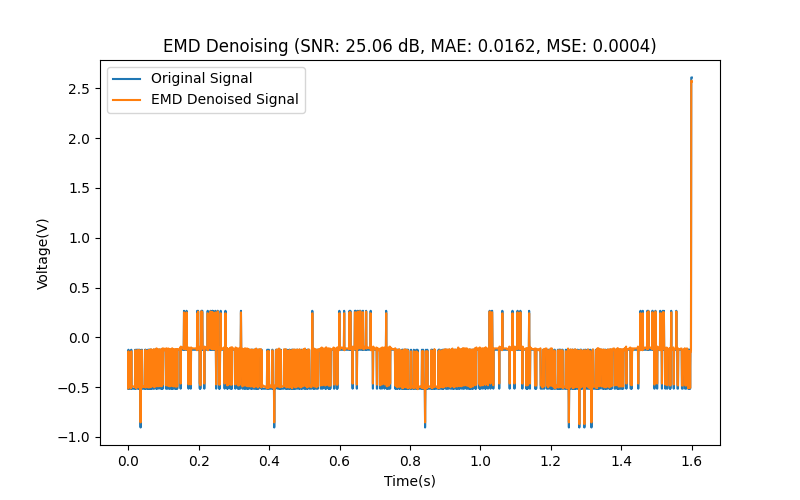 EMD Denoising (SNR: 25.06 dB, MAE: 0.0162, MSE: 0.0004)
Original Signal
EMD Denoised Signal
2.5
2.0
1.5
1.0
0.5
0.0
−0.5
−1.0
Voltage(V)
0.0 0.2 0.4 0.6 0.8 1.0 1.2 1.4 1.6
Time(s)